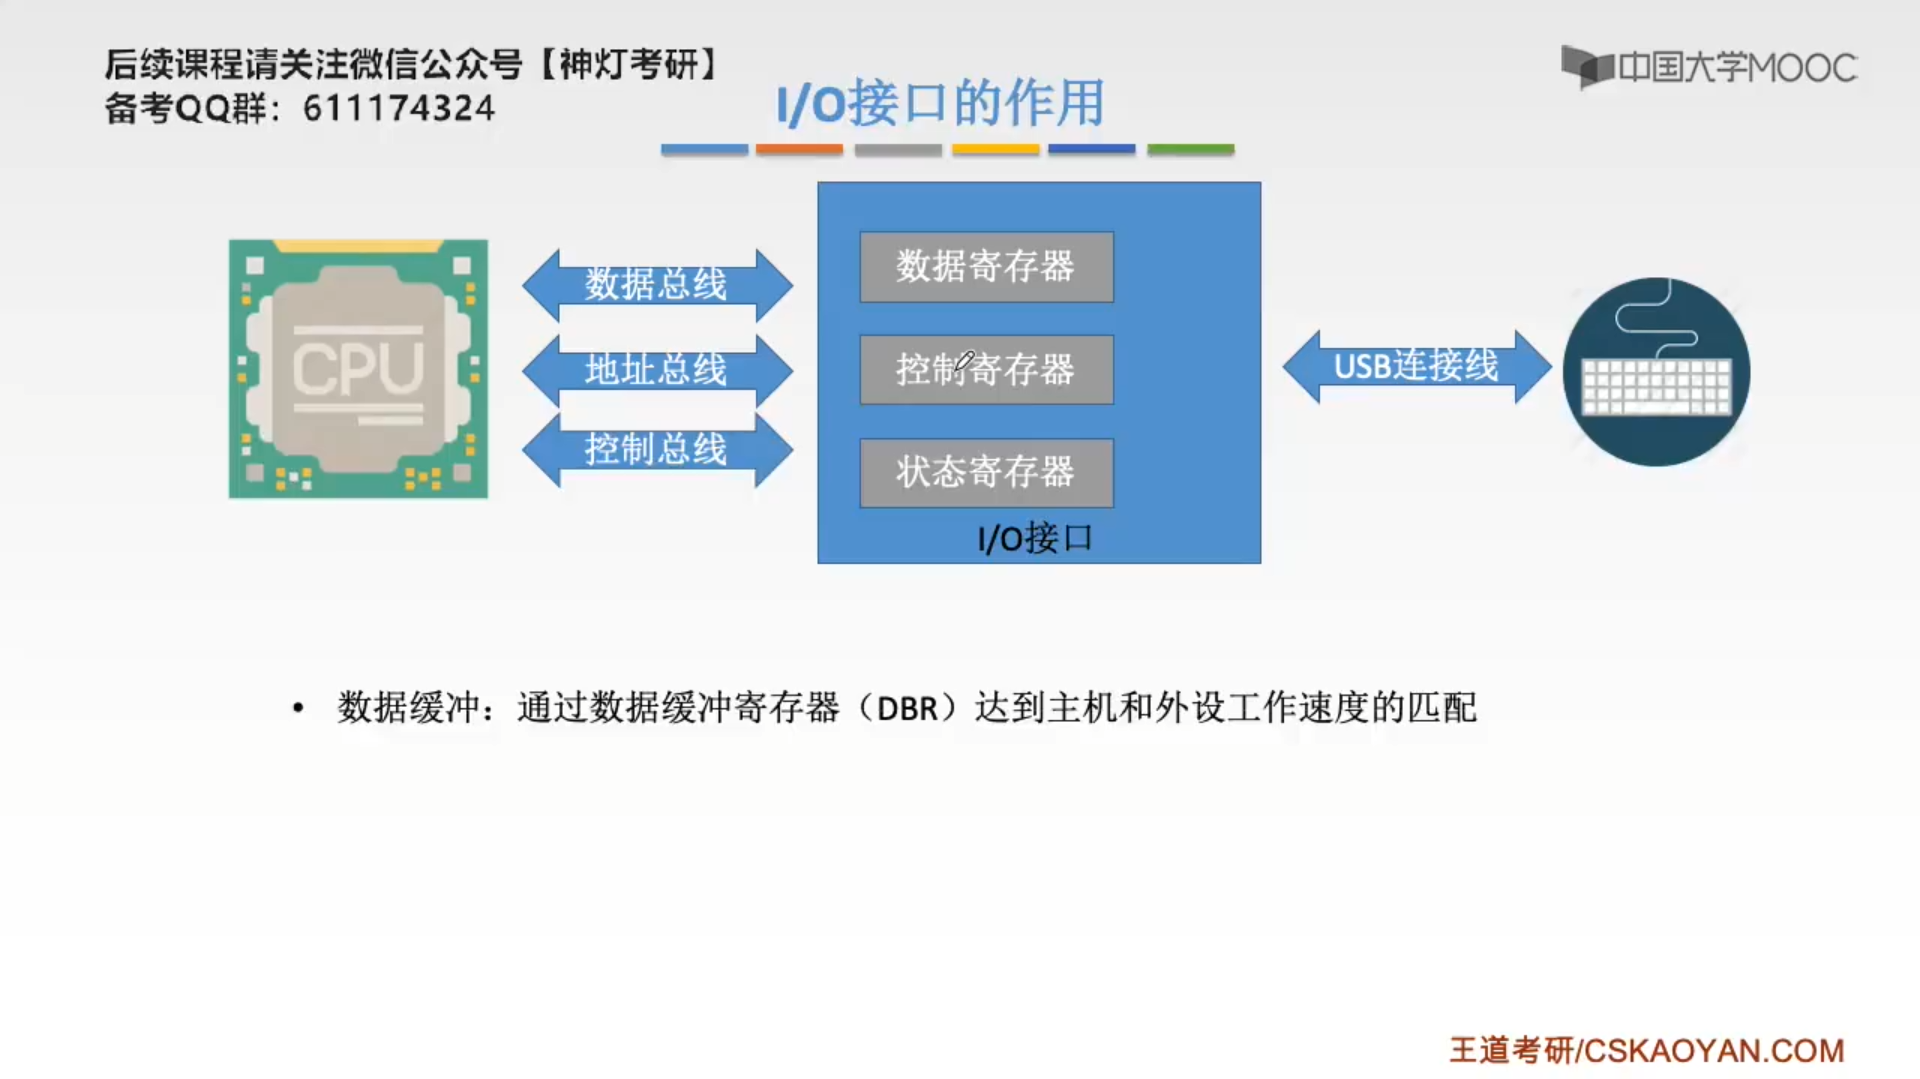 后续课程请关注微信公众号【神灯考研】
备考QQ群：611174324
中国大学MOOC
I/O接口的作用
CPU
数据总线
地址总线
控制总线
数据寄存器
控制寄存器
状态寄存器
I/O接口
USB连接线
• 数据缓冲：通过数据缓冲寄存器（DBR）达到主机和外设工作速度的匹配
王道考研/CSKAOYAN.COM